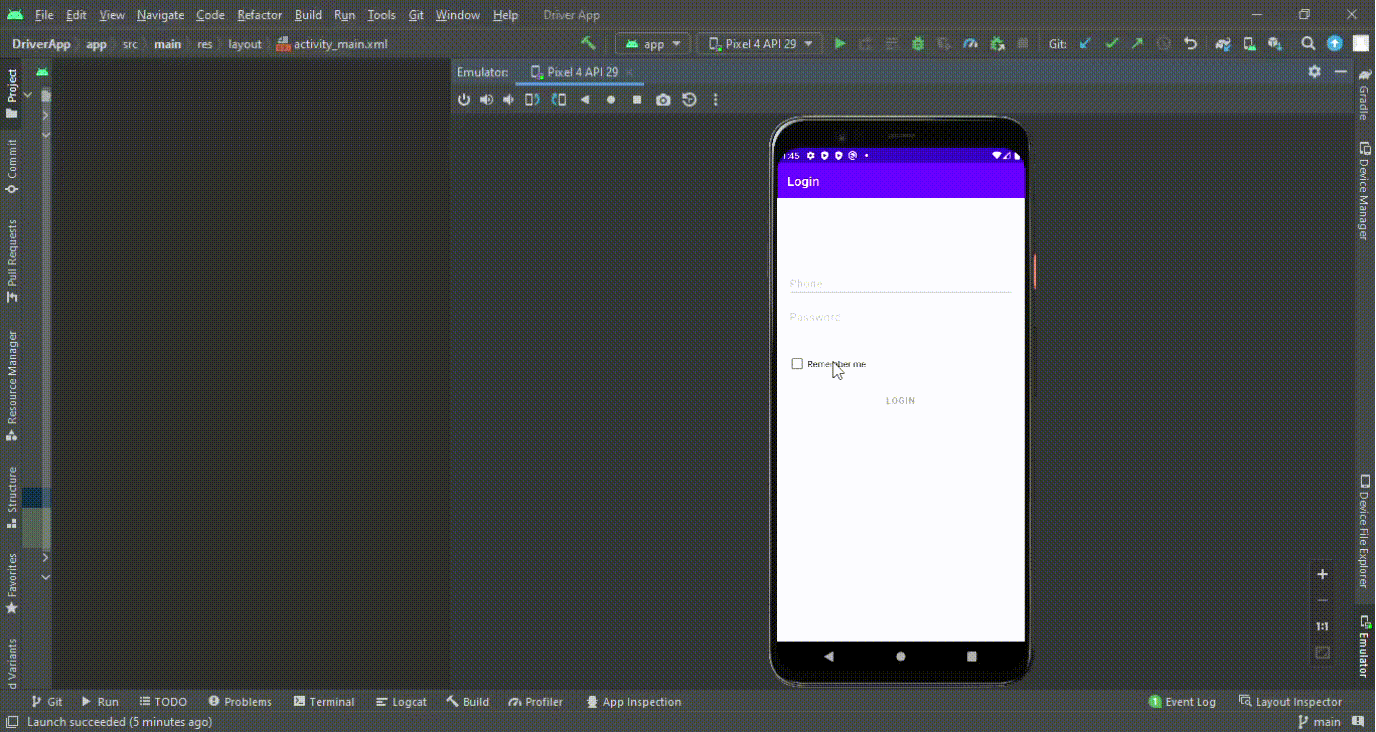 File Edit View Navigate Code Refactor Build Run Tools Git Window Help Driver App
DriverApp app src main res layout activity_main.xml
app Pixel 4 API 29 Git:
Emulator: Pixel 4 API 29
Project
Commit
Pull Requests
Resource Manager
Structure
Favorites
d Variants
:45
Login
Phone
Password
Remember me
LOGIN
Gradle
Device Manager
Device File Explorer
Emulator
1:1
Git Run TODO Problems Terminal Logcat Build Profiler App Inspection 1 Event Log Layout Inspector
Launch succeeded (5 minutes ago) main